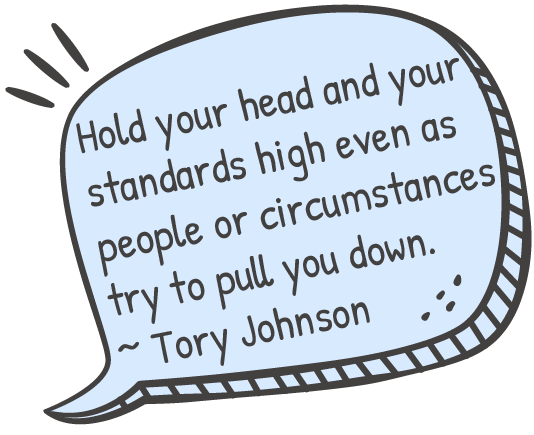 Hold your head and your
standards high even as
people or circumstances
try to pull you down.
~ Tory Johnson